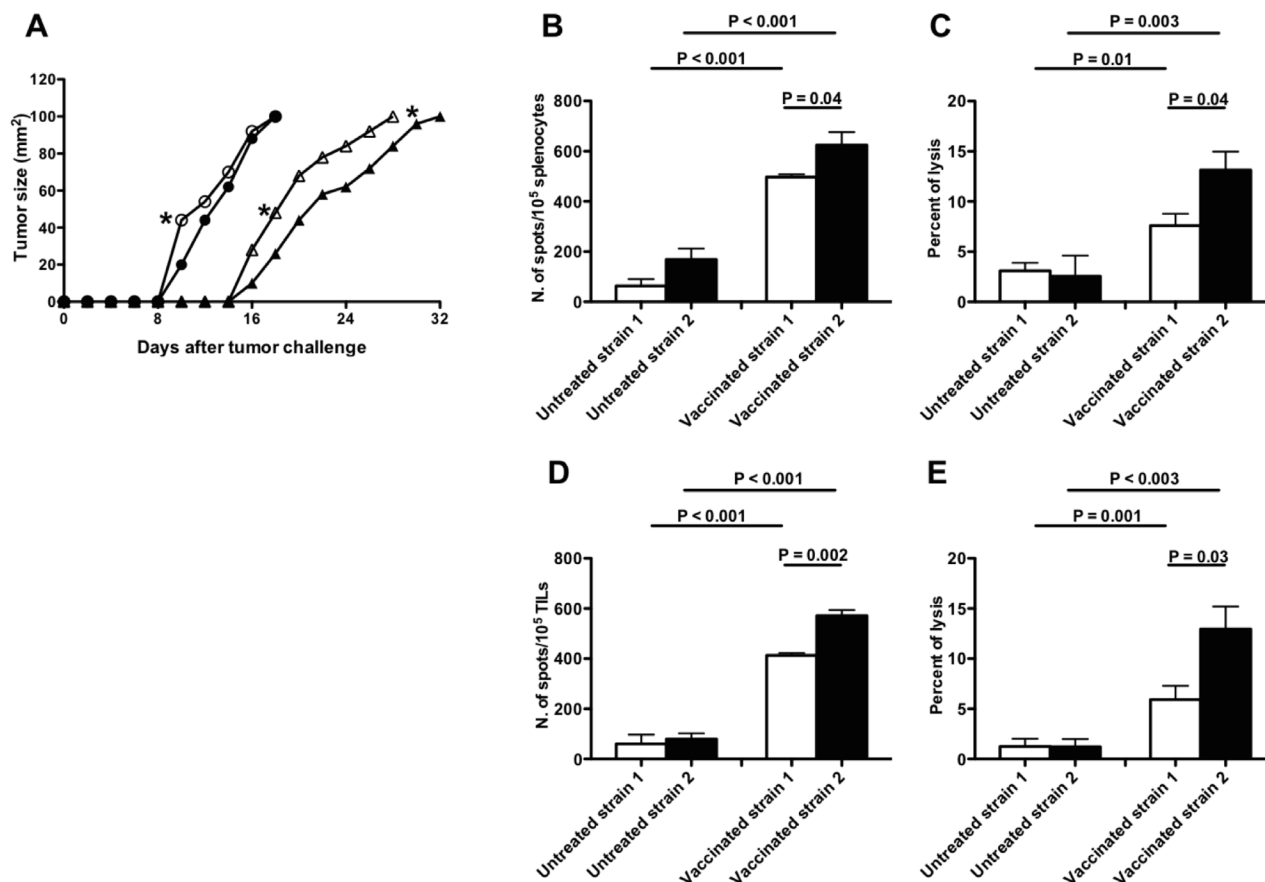 A
Tumor size (mm²)
120
100
80
60
40
20
0
*
*
*
0
8
16
24
32
Days after tumor challenge
B
P < 0.001
P < 0.001
P = 0.04
N. of spots/10⁵ splenocytes
800
600
400
200
0
Untreated strain 1
Untreated strain 2
Vaccinated strain 1
Vaccinated strain 2
C
P = 0.003
P = 0.01
P = 0.04
Percent of lysis
20
15
10
5
0
Untreated strain 1
Untreated strain 2
Vaccinated strain 1
Vaccinated strain 2
D
P < 0.001
P < 0.001
P = 0.002
N. of spots/10⁵ TILs
800
600
400
200
0
Untreated strain 1
Untreated strain 2
Vaccinated strain 1
Vaccinated strain 2
E
P < 0.003
P = 0.001
P = 0.03
Percent of lysis
20
15
10
5
0
Untreated strain 1
Untreated strain 2
Vaccinated strain 1
Vaccinated strain 2